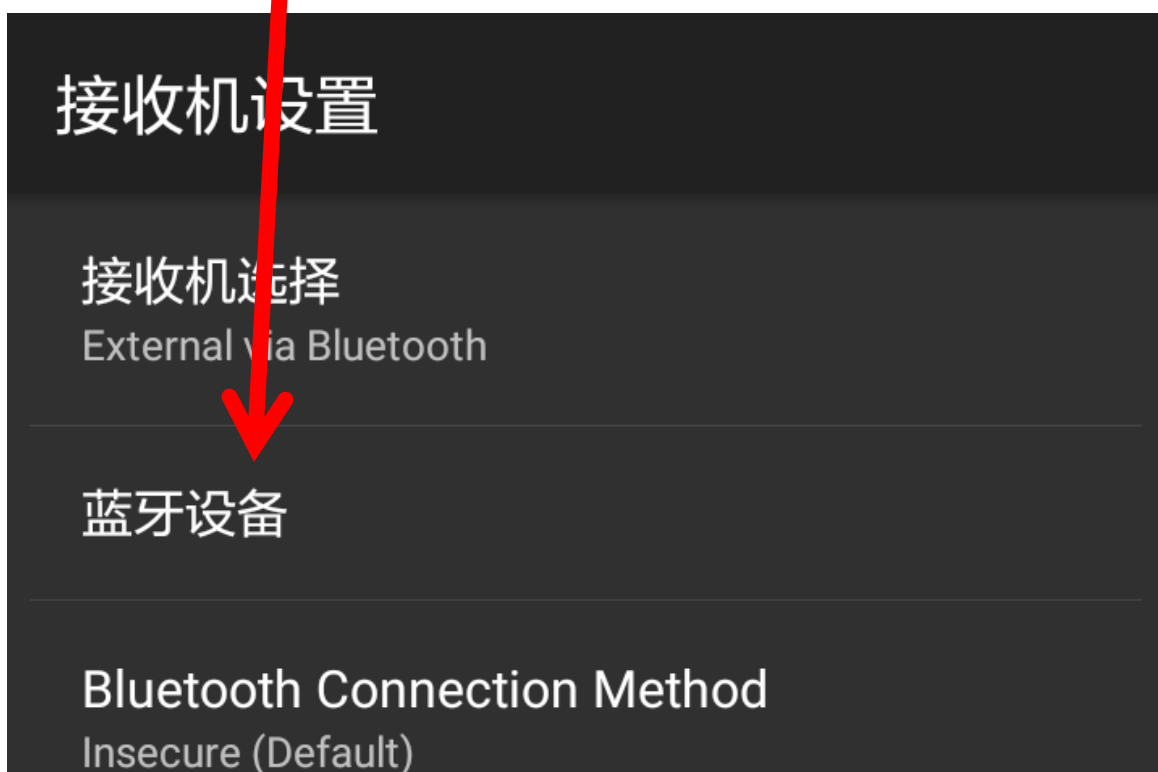 接收机设置
接收机选择
External via Bluetooth
蓝牙设备
Bluetooth Connection Method
Insecure (Default)